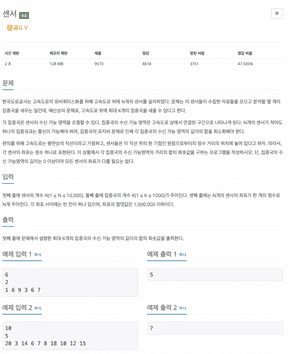 센서
성공
골드 V
시간 제한 메모리 제한 제출 정답 맞힌 사람 정답 비율
2 초 128 MB 9573 4618 3751 47.505%
문제
한국도로공사는 고속도로의 유비쿼터스화를 위해 고속도로 위에 N개의 센서를 설치하였다. 문제는 이 센서들이 수집한 자료들을 모으고 분석할 몇 개의
집중국을 세우는 일인데, 예산상의 문제로, 고속도로 위에 최대 K개의 집중국을 세울 수 있다고 한다.
각 집중국은 센서의 수신 가능 영역을 조절할 수 있다. 집중국의 수신 가능 영역은 고속도로 상에서 연결된 구간으로 나타나게 된다. N개의 센서가 적어도
하나의 집중국과는 통신이 가능해야 하며, 집중국의 유지비 문제로 인해 각 집중국의 수신 가능 영역의 길이의 합을 최소화해야 한다.
편의를 위해 고속도로는 평면상의 직선이라고 가정하고, 센서들은 이 직선 위의 한 기점인 원점으로부터의 정수 거리의 위치에 놓여 있다고 하자. 따라서,
각 센서의 좌표는 정수 하나로 표현된다. 이 상황에서 각 집중국의 수신 가능영역의 거리의 합의 최솟값을 구하는 프로그램을 작성하시오. 단, 집중국의 수
신 가능영역의 길이는 0 이상이며 모든 센서의 좌표가 다를 필요는 없다.
입력
첫째 줄에 센서의 개수 N(1 ≤ N ≤ 10,000), 둘째 줄에 집중국의 개수 K(1 ≤ K ≤ 1000)가 주어진다. 셋째 줄에는 N개의 센서의 좌표가 한 개의 정수로
N개 주어진다. 각 좌표 사이에는 빈 칸이 하나 있으며, 좌표의 절댓값은 1,000,000 이하이다.
출력
첫째 줄에 문제에서 설명한 최대 K개의 집중국의 수신 가능 영역의 길이의 합의 최솟값을 출력한다.
예제 입력 1 복사
6
2
1 6 9 3 6 7
예제 출력 1 복사
5
예제 입력 2 복사
10
5
20 3 14 6 7 8 18 10 12 15
예제 출력 2 복사
7